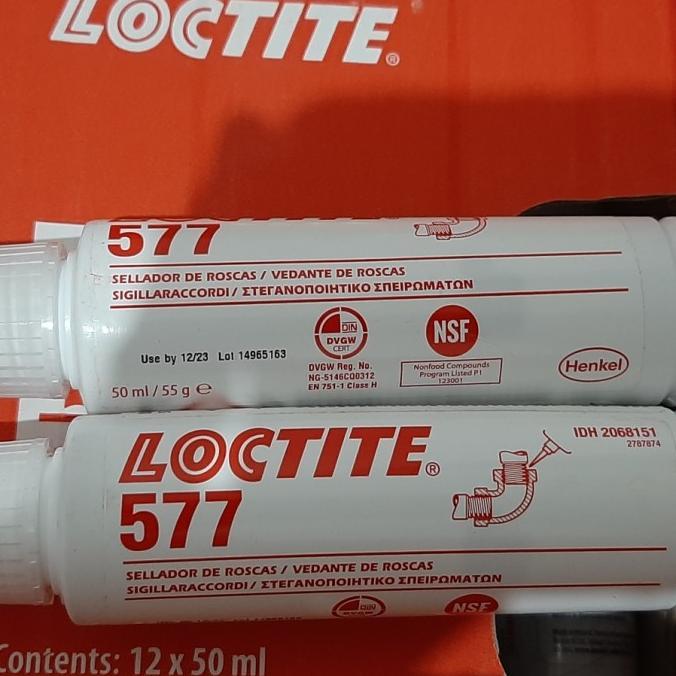 LOCTITE®
577
SELLADOR DE ROSCAS / VEDANTE DE ROSCAS
SIGILLARACCORDI / ΣΤΕΓΑΝΟΠΟΙΗΤΙΚΟ ΣΠΕΙΡΩΜΑΤΩΝ
DIN
DVGW
CERT
NSF
Use by 12/23 Lot 14965163
DVGW Reg. No.
NG-5146CQ0312
EN 751-1 Class H
Nonfood Compounds
Program Listed P1
123001
Henkel
50 ml / 55 g ℮
LOCTITE®
577
IDH 2068151
2787874
SELLADOR DE ROSCAS / VEDANTE DE ROSCAS
SIGILLARACCORDI / ΣΤΕΓΑΝΟΠΟΙΗΤΙΚΟ ΣΠΕΙΡΩΜΑΤΩΝ
DIN
DVGW
NSF
Contents: 12 x 50 ml